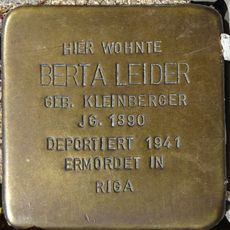 HIER WOHNTE
BERTA LEIDER
GEB. KLEINBERGER
JG. 1890
DEPORTIERT 1941
ERMORDET IN
RIGA